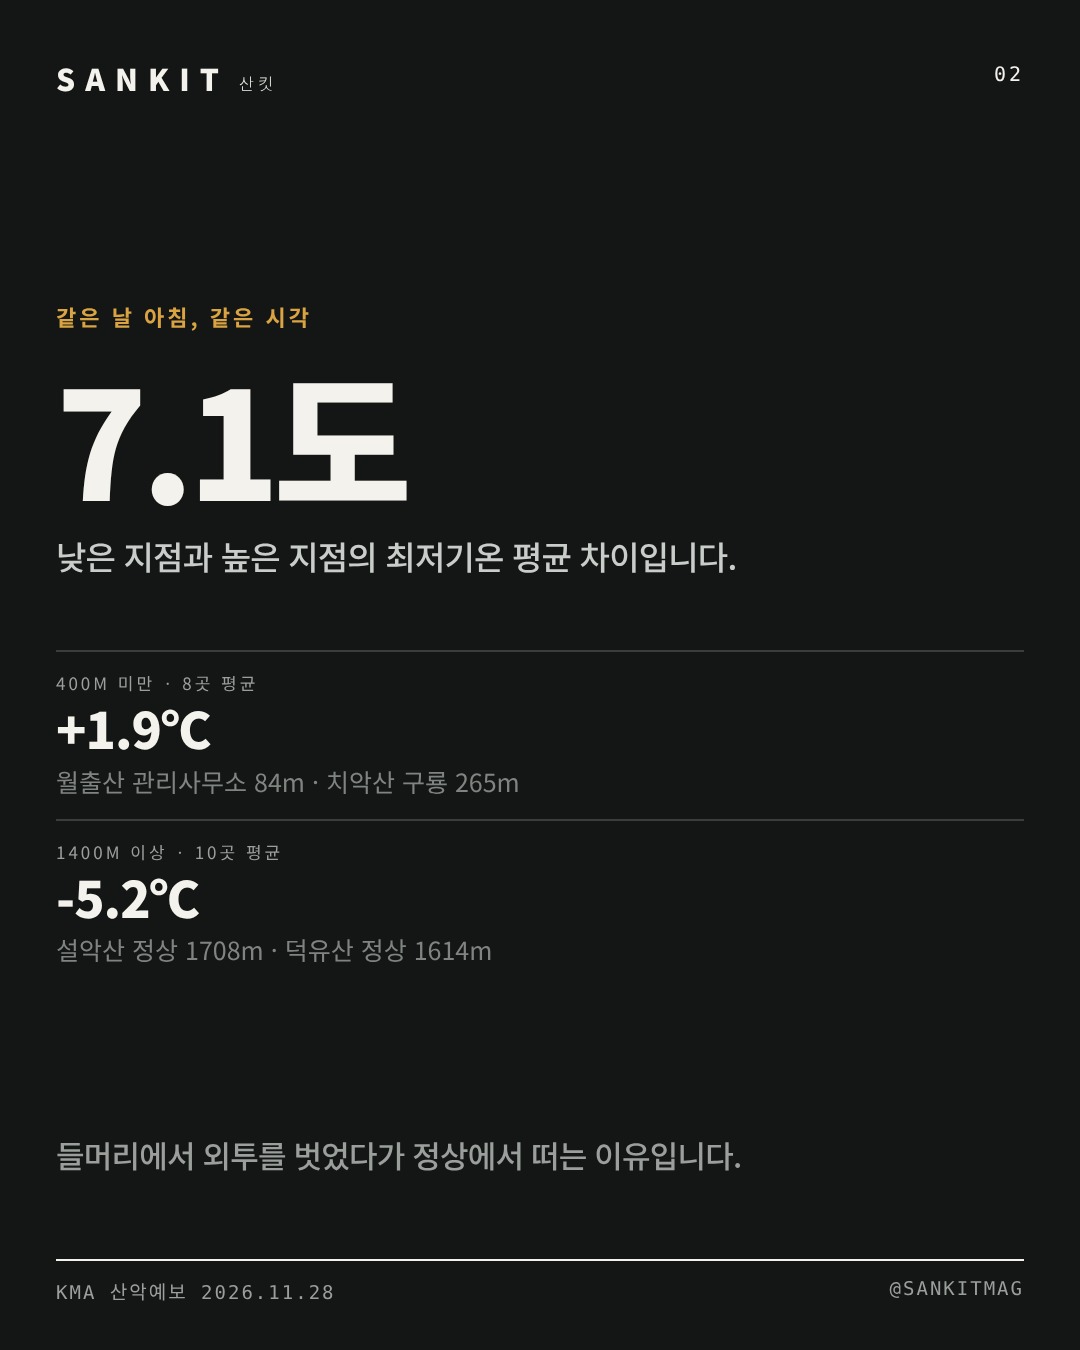 SANKIT 산킷
02
같은 날 아침, 같은 시각
7.1도
낮은 지점과 높은 지점의 최저기온 평균 차이입니다.
400M 미만 · 8곳 평균
+1.9℃
월출산 관리사무소 84m · 치악산 구룡 265m
1400M 이상 · 10곳 평균
-5.2℃
설악산 정상 1708m · 덕유산 정상 1614m
들머리에서 외투를 벗었다가 정상에서 떠는 이유입니다.
KMA 산악예보 2026.11.28
@SANKITMAG